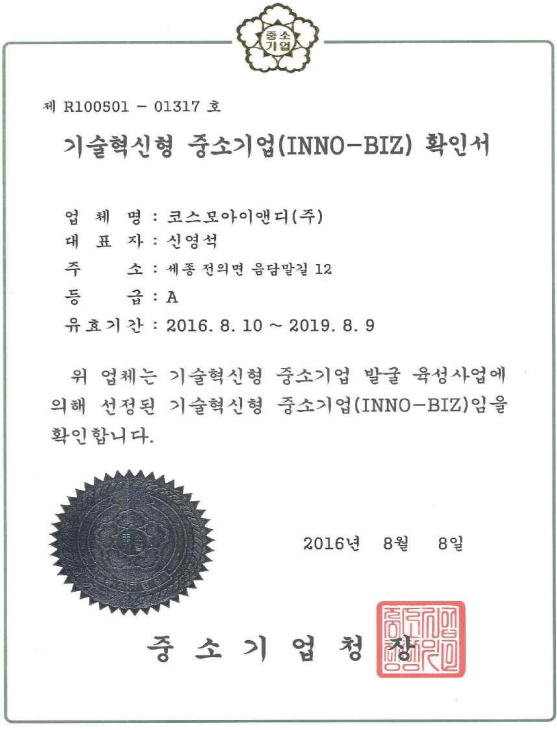 중소
기업
제 R100501 - 01317 호
기술혁신형 중소기업(INNO-BIZ) 확인서
업 체 명 : 코스모아이앤디(주)
대 표 자 : 신영석
주 소 : 세종 전의면 음담말길 12
등 급 : A
유효기간 : 2016. 8. 10 ~ 2019. 8. 9
위 업체는 기술혁신형 중소기업 발굴 육성사업에
의해 선정된 기술혁신형 중소기업(INNO-BIZ)임을
확인합니다.
2016년 8월 8일
중 소 기 업 청 장